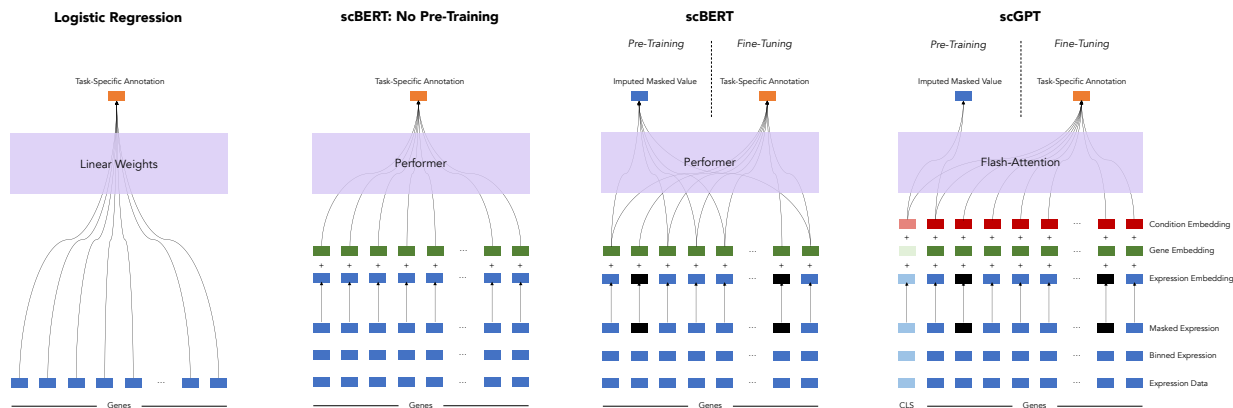 Logistic Regression
scBERT: No Pre-Training
scBERT
scGPT
Pre-Training
Fine-Tuning
Pre-Training
Fine-Tuning
Task-Specific Annotation
Task-Specific Annotation
Imputed Masked Value
Task-Specific Annotation
Imputed Masked Value
Task-Specific Annotation
Linear Weights
Performer
Performer
Flash-Attention
... Condition Embedding
+ + + + + + + +
... ... ... Gene Embedding
+ + + + + + + + + + + + + + + + + + + +
... ... ... Expression Embedding
... ... ... Masked Expression
... ... ... Binned Expression
... ... ... ... Expression Data
Genes
Genes
Genes
CLS
Genes